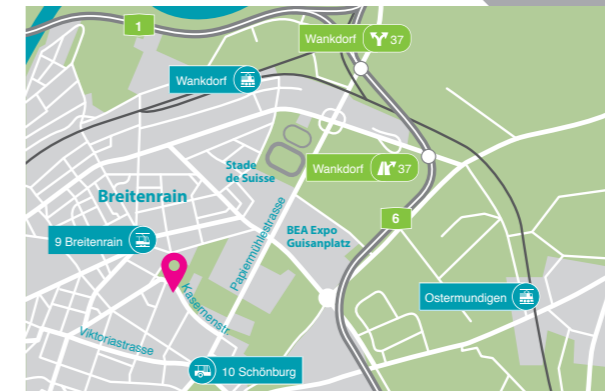 1
Wankdorf 37
Wankdorf
Stade
de Suisse
Wankdorf 37
Breitenrain
6
BEA Expo
Guisanplatz
9 Breitenrain
Papiermühlestrasse
Kasernenstr.
Ostermundigen
Viktoriastrasse
10 Schönburg